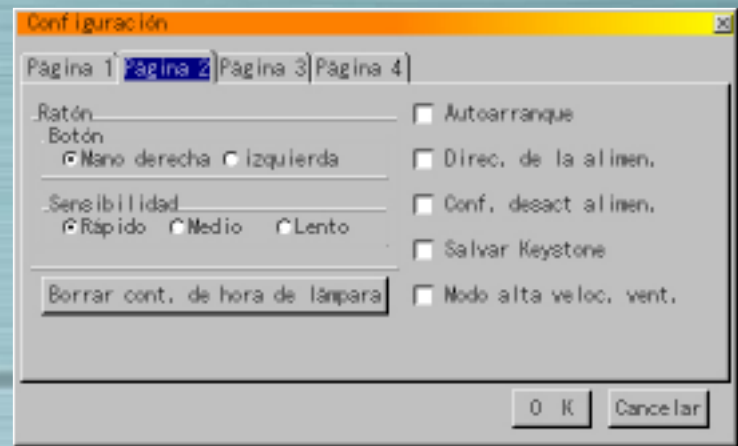 Configuración
Página 1 Página 2 Página 3 Página 4
Ratón
Botón
Mano derecha izquierda
Sensibilidad
Rápido Medio Lento
Borrar cont. de hora de lámpara
Autoarranque
Direc. de la alimen.
Conf. desact alimen.
Salvar Keystone
Modo alta veloc. vent.
O K Cancelar